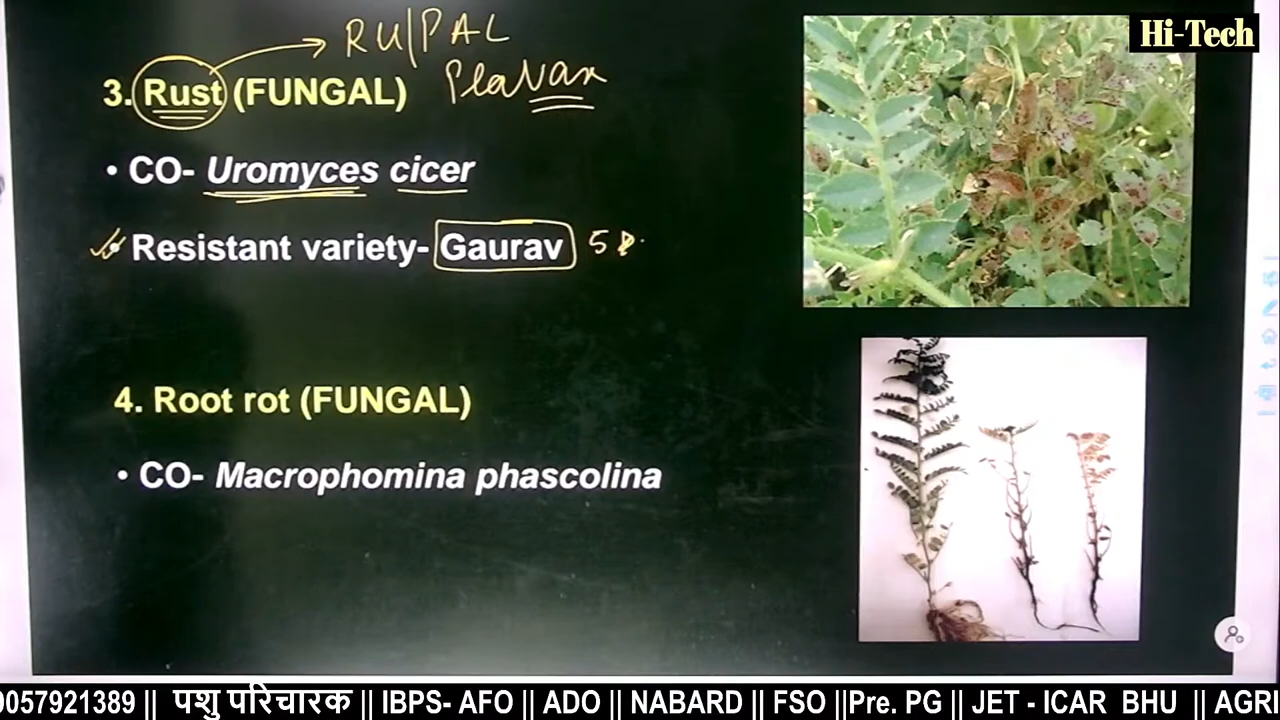 Hi-Tech
RU/PAL
3. Rust (FUNGAL)
Plavax
• CO- Uromyces cicer
• Resistant variety- Gaurav 5
4. Root rot (FUNGAL)
• CO- Macrophomina phascolina
9057921389 || पशु परिचारक || IBPS- AFO || ADO || NABARD || FSO ||Pre. PG || JET - ICAR BHU || AGRI